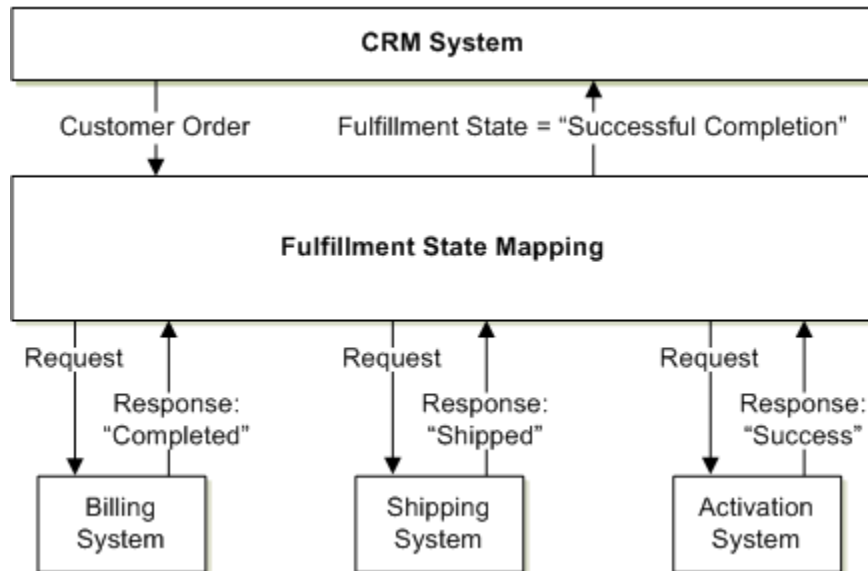 CRM System
Customer Order
Fulfillment State = “Successful Completion”
Fulfillment State Mapping
Request
Response:
“Completed”
Request
Response:
“Shipped”
Request
Response:
“Success”
Billing
System
Shipping
System
Activation
System